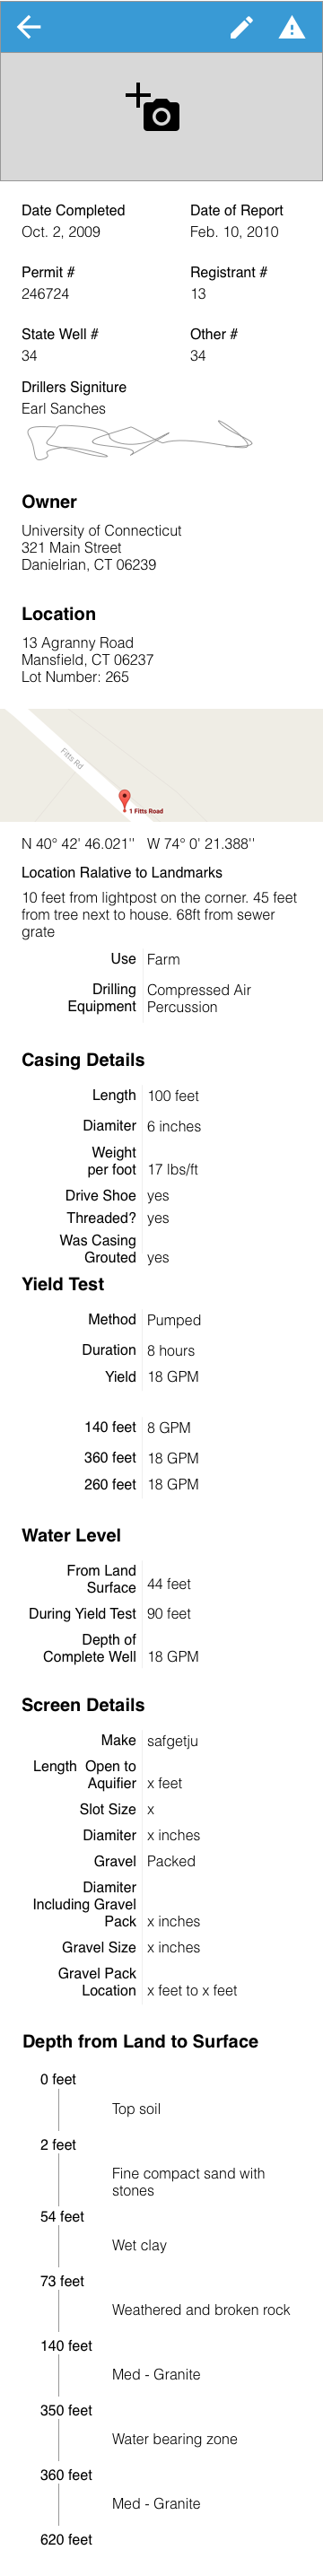 Date Completed Date of Report
Oct. 2, 2009 Feb. 10, 2010
Permit # Registrant #
246724 13
State Well # Other #
34 34
Drillers Signiture
Earl Sanches
Owner
University of Connecticut
321 Main Street
Danielrian, CT 06239
Location
13 Agranny Road
Mansfield, CT 06237
Lot Number: 265
Fitts Rd
1 Fitts Road
N 40° 42' 46.021'' W 74° 0' 21.388''
Location Ralative to Landmarks
10 feet from lightpost on the corner. 45 feet
from tree next to house. 68ft from sewer
grate
Use Farm
Drilling Compressed Air
Equipment Percussion
Casing Details
Length 100 feet
Diamiter 6 inches
Weight
per foot 17 lbs/ft
Drive Shoe yes
Threaded? yes
Was Casing
Grouted yes
Yield Test
Method Pumped
Duration 8 hours
Yield 18 GPM
140 feet 8 GPM
360 feet 18 GPM
260 feet 18 GPM
Water Level
From Land
Surface 44 feet
During Yield Test 90 feet
Depth of
Complete Well 18 GPM
Screen Details
Make safgetju
Length Open to
Aquifier x feet
Slot Size x
Diamiter x inches
Gravel Packed
Diamiter
Including Gravel
Pack x inches
Gravel Size x inches
Gravel Pack
Location x feet to x feet
Depth from Land to Surface
0 feet
Top soil
2 feet
Fine compact sand with
stones
54 feet
Wet clay
73 feet
Weathered and broken rock
140 feet
Med - Granite
350 feet
Water bearing zone
360 feet
Med - Granite
620 feet